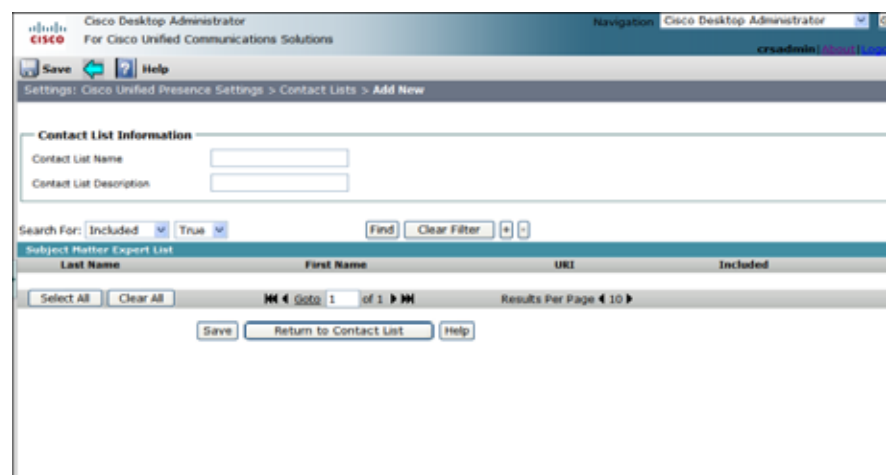 Cisco Desktop Administrator
Navigation Cisco Desktop Administrator
CISCO For Cisco Unified Communications Solutions
crsadmin | About |
Save ? Help
Settings: Cisco Unified Presence Settings > Contact Lists > Add New
Contact List Information
Contact List Name
Contact List Description
Search For: Included True Find Clear Filter + -
Subject Matter Expert List
Last Name First Name URI Included
Select All Clear All Goto 1 of 1 Results Per Page 10
Save Return to Contact List Help